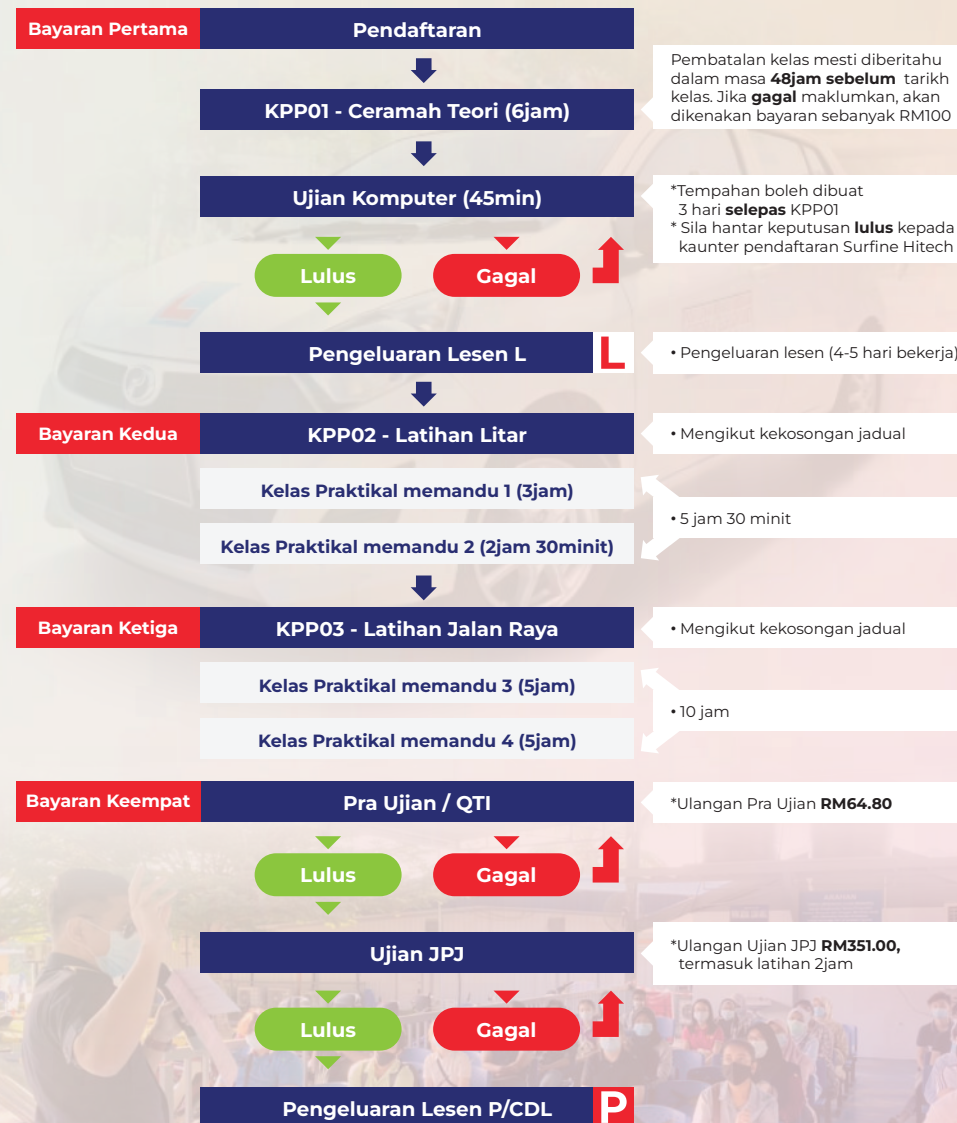 Bayaran Pertama
Pendaftaran
Pembatalan kelas mesti diberitahu
dalam masa 48jam sebelum tarikh
kelas. Jika gagal maklumkan, akan
dikenakan bayaran sebanyak RM100
KPP01 - Ceramah Teori (6jam)
Ujian Komputer (45min)
*Tempahan boleh dibuat
3 hari selepas KPP01
* Sila hantar keputusan lulus kepada
kaunter pendaftaran Surfine Hitech
Lulus
Gagal
Pengeluaran Lesen L
L
• Pengeluaran lesen (4-5 hari bekerja)
Bayaran Kedua
KPP02 - Latihan Litar
• Mengikut kekosongan jadual
Kelas Praktikal memandu 1 (3jam)
• 5 jam 30 minit
Kelas Praktikal memandu 2 (2jam 30minit)
Bayaran Ketiga
KPP03 - Latihan Jalan Raya
• Mengikut kekosongan jadual
Kelas Praktikal memandu 3 (5jam)
• 10 jam
Kelas Praktikal memandu 4 (5jam)
Bayaran Keempat
Pra Ujian / QTI
*Ulangan Pra Ujian RM64.80
Lulus
Gagal
Ujian JPJ
*Ulangan Ujian JPJ RM351.00,
termasuk latihan 2jam
Lulus
Gagal
Pengeluaran Lesen P/CDL
P